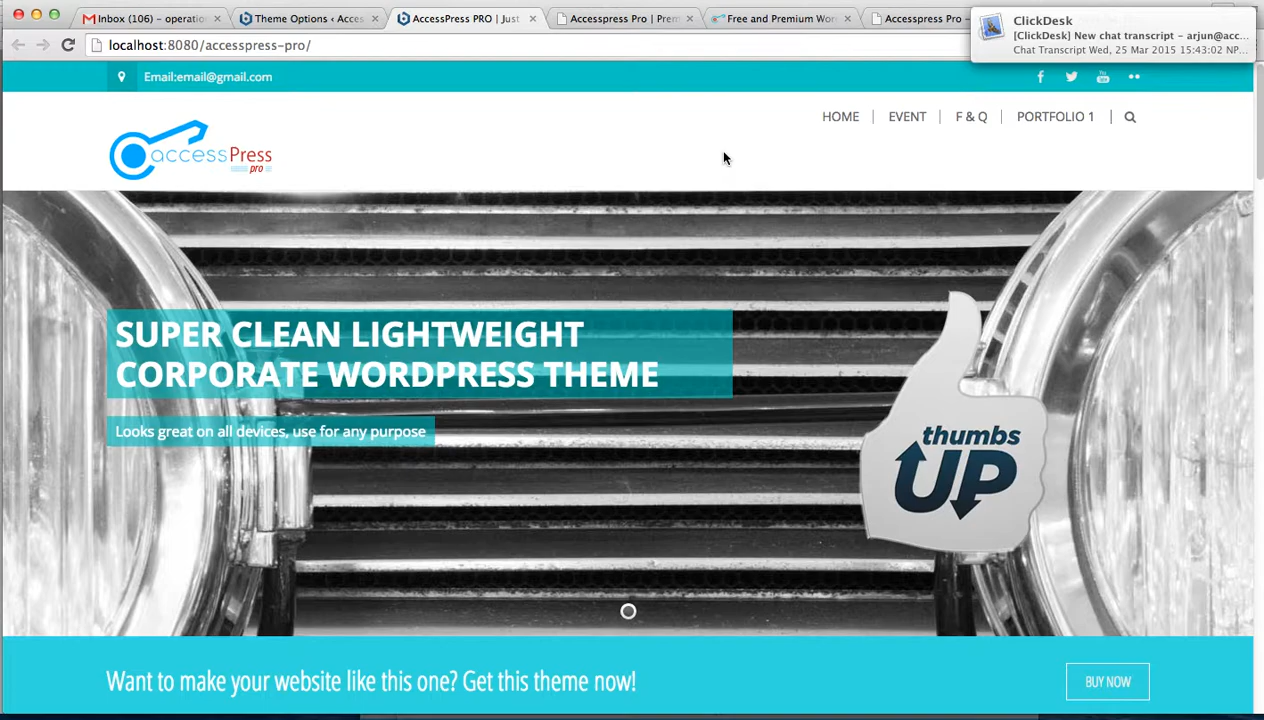 Inbox (106) – operatio
Theme Options ‹ Acces
AccessPress PRO | Just
Accesspress Pro | Prem
Free and Premium Wor
Accesspress Pro –
ClickDesk
[ClickDesk] New chat transcript – arjun@acc...
Chat Transcript Wed, 25 Mar 2015 15:43:02 NP...
localhost:8080/accesspress-pro/
Email:email@gmail.com
HOME
EVENT
F & Q
PORTFOLIO 1
accessPress
pro
SUPER CLEAN LIGHTWEIGHT
CORPORATE WORDPRESS THEME
Looks great on all devices, use for any purpose
thumbs
UP
Want to make your website like this one? Get this theme now!
BUY NOW